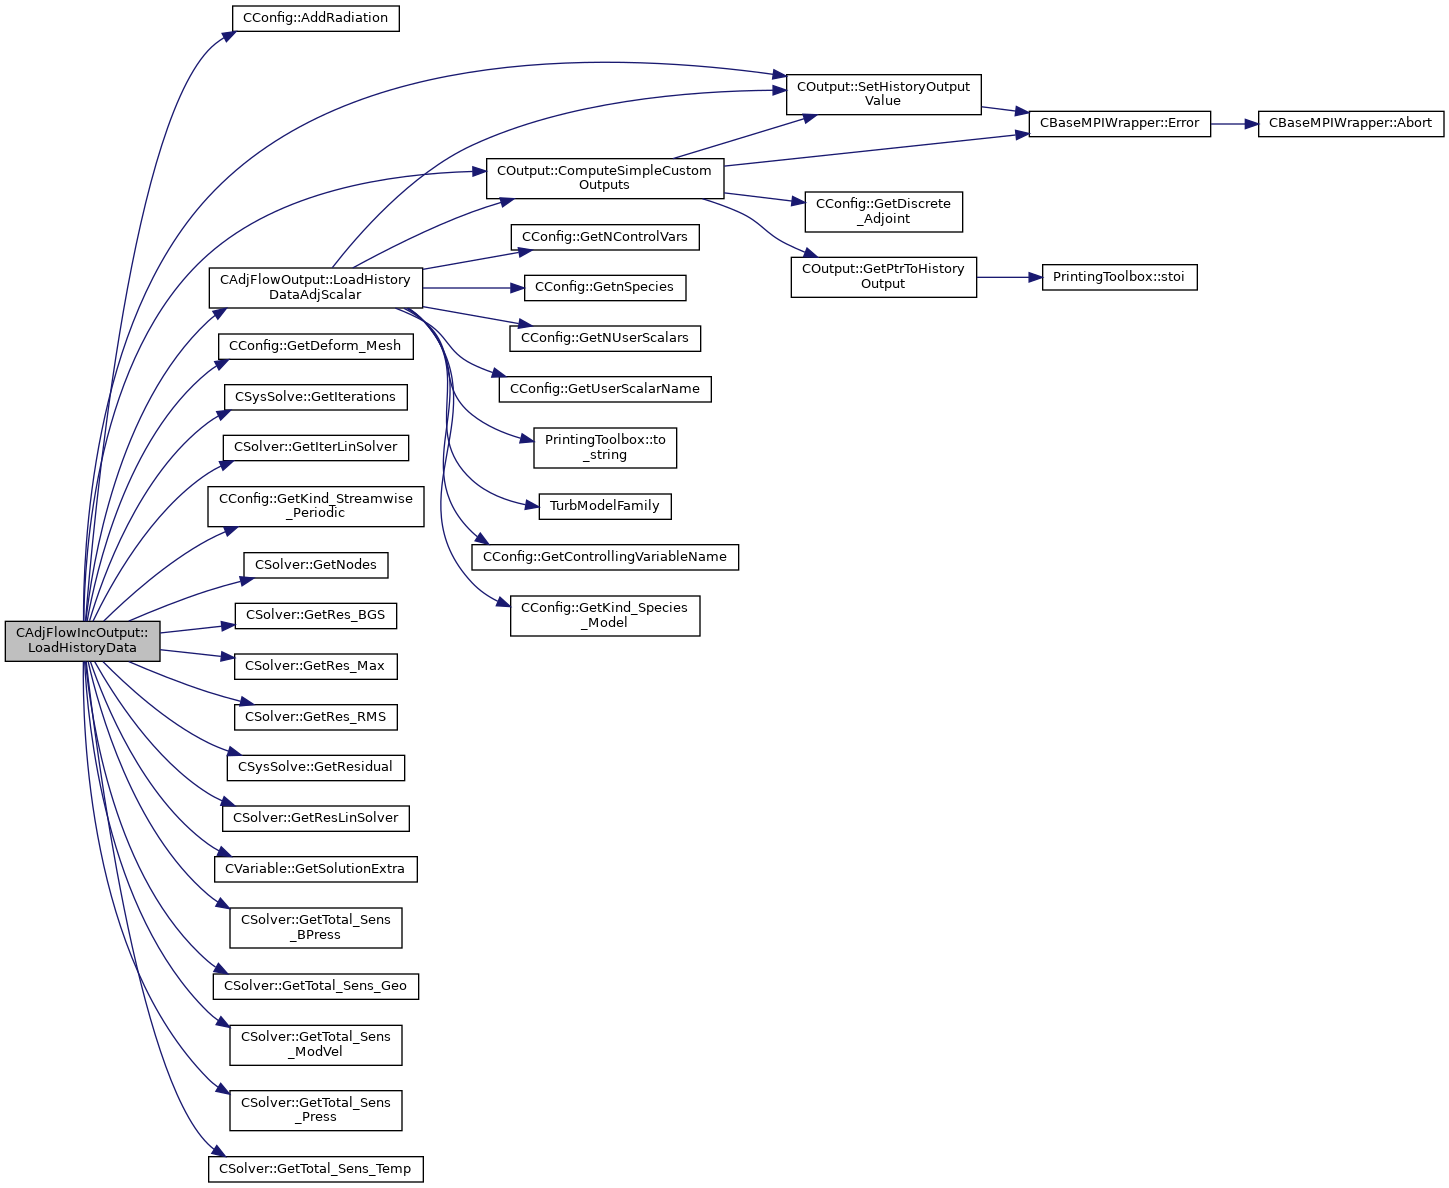 CConfig::AddRadiation
COutput::SetHistoryOutput
Value
CBaseMPIWrapper::Error
CBaseMPIWrapper::Abort
COutput::ComputeSimpleCustom
Outputs
CConfig::GetDiscrete
_Adjoint
CConfig::GetNControlVars
COutput::GetPtrToHistory
Output
PrintingToolbox::stoi
CAdjFlowOutput::LoadHistory
DataAdjScalar
CConfig::GetnSpecies
CConfig::GetNUserScalars
CConfig::GetDeform_Mesh
CConfig::GetUserScalarName
CSysSolve::GetIterations
CSolver::GetIterLinSolver
PrintingToolbox::to
_string
CConfig::GetKind_Streamwise
_Periodic
TurbModelFamily
CSolver::GetNodes
CConfig::GetControllingVariableName
CSolver::GetRes_BGS
CConfig::GetKind_Species
_Model
CAdjFlowIncOutput::
LoadHistoryData
CSolver::GetRes_Max
CSolver::GetRes_RMS
CSysSolve::GetResidual
CSolver::GetResLinSolver
CVariable::GetSolutionExtra
CSolver::GetTotal_Sens
_BPress
CSolver::GetTotal_Sens_Geo
CSolver::GetTotal_Sens
_ModVel
CSolver::GetTotal_Sens
_Press
CSolver::GetTotal_Sens_Temp